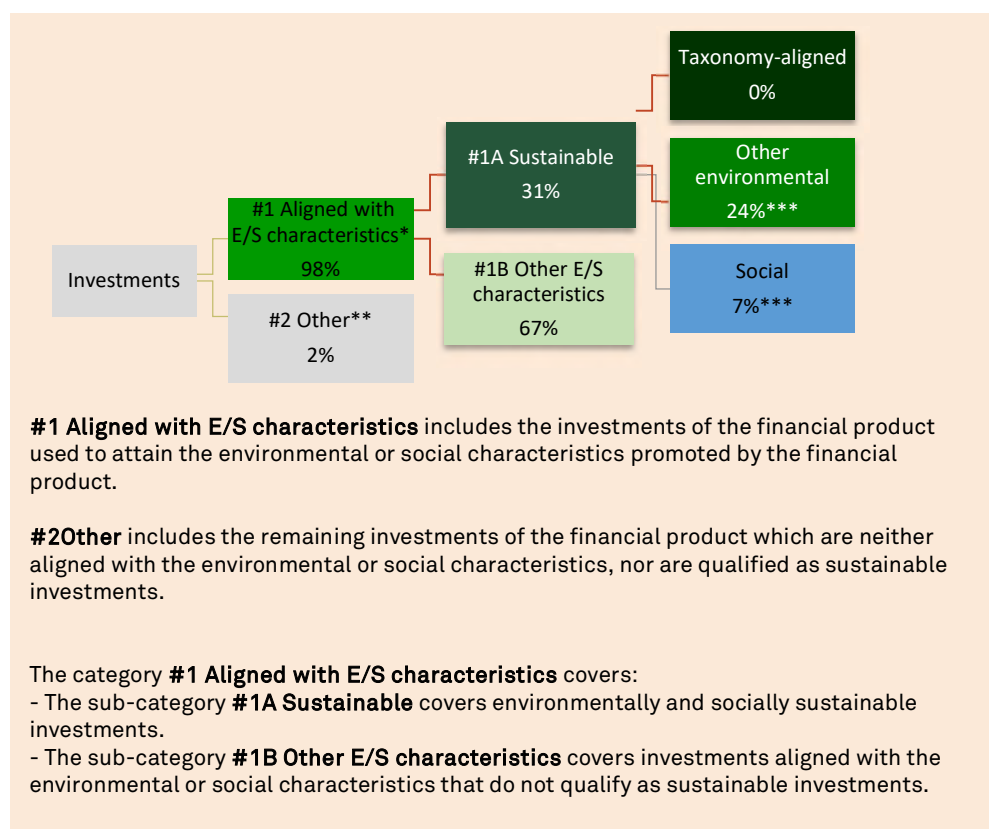 Taxonomy-aligned
0%
#1A Sustainable
31%
Other
environmental
24%***
#1 Aligned with
E/S characteristics*
98%
Investments
#1B Other E/S
characteristics
67%
Social
7%***
#2 Other**
2%
#1 Aligned with E/S characteristics includes the investments of the financial product
used to attain the environmental or social characteristics promoted by the financial
product.
#2Other includes the remaining investments of the financial product which are neither
aligned with the environmental or social characteristics, nor are qualified as sustainable
investments.
The category #1 Aligned with E/S characteristics covers:
- The sub-category #1A Sustainable covers environmentally and socially sustainable
investments.
- The sub-category #1B Other E/S characteristics covers investments aligned with the
environmental or social characteristics that do not qualify as sustainable investments.